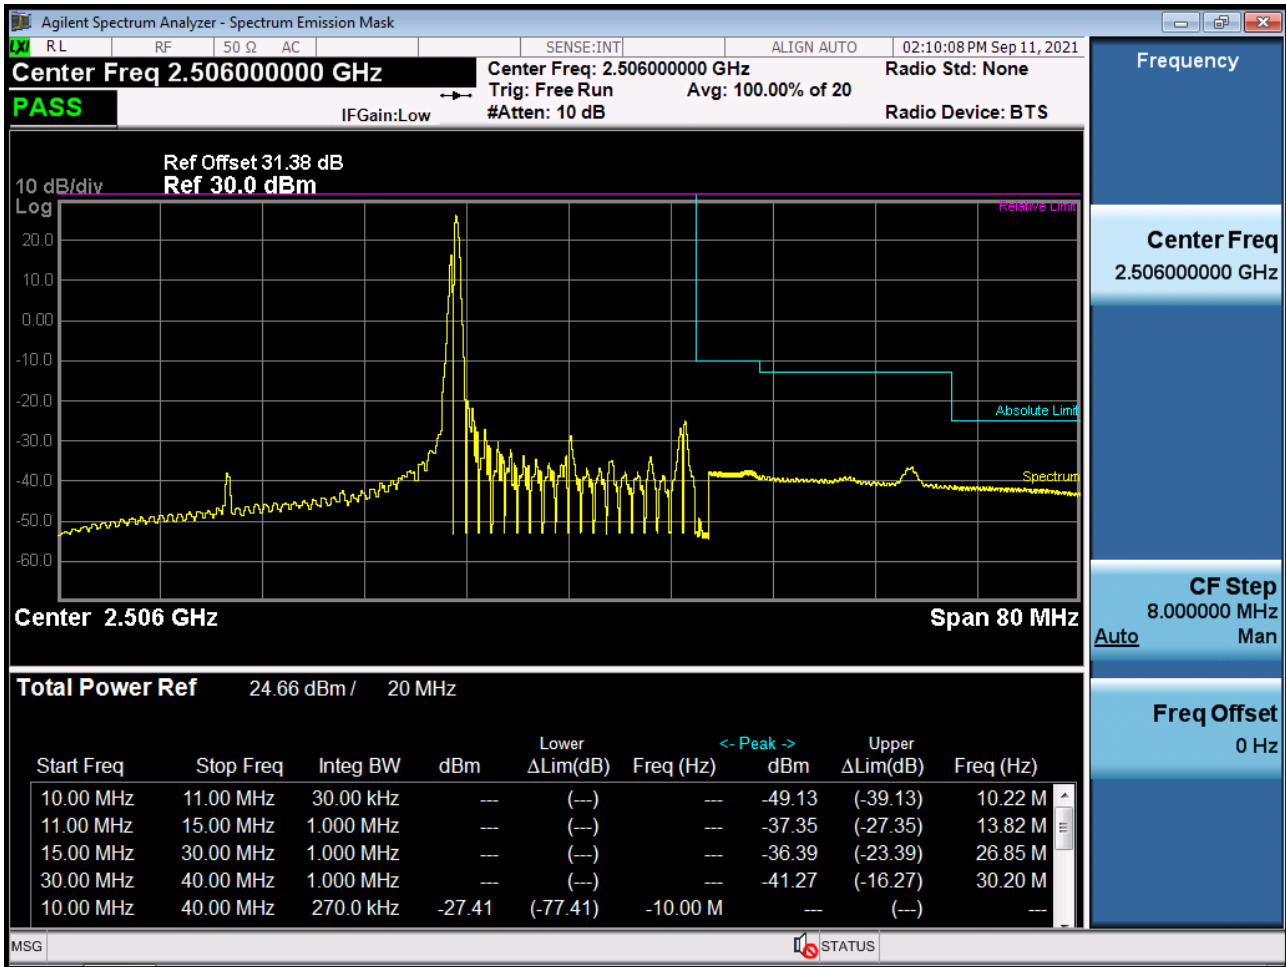 Agilent Spectrum Analyzer - Spectrum Emission Mask
LXI RL RF 50 Ω AC SENSE:INT ALIGN AUTO 02:10:08 PM Sep 11, 2021
Center Freq 2.506000000 GHz
Center Freq: 2.506000000 GHz Radio Std: None
Trig: Free Run Avg: 100.00% of 20
PASS IFGain:Low #Atten: 10 dB Radio Device: BTS
Ref Offset 31.38 dB
10 dB/div Ref 30.0 dBm
Log
Relative Limit
20.0
10.0
0.00
-10.0
-20.0
Absolute Limit
-30.0
-40.0
Spectrum
-50.0
-60.0
Center 2.506 GHz Span 80 MHz
Total Power Ref 24.66 dBm / 20 MHz
Lower <- Peak -> Upper
Start Freq Stop Freq Integ BW dBm ΔLim(dB) Freq (Hz) dBm ΔLim(dB) Freq (Hz)
10.00 MHz 11.00 MHz 30.00 kHz --- (---) --- -49.13 (-39.13) 10.22 M
11.00 MHz 15.00 MHz 1.000 MHz --- (---) --- -37.35 (-27.35) 13.82 M
15.00 MHz 30.00 MHz 1.000 MHz --- (---) --- -36.39 (-23.39) 26.85 M
30.00 MHz 40.00 MHz 1.000 MHz --- (---) --- -41.27 (-16.27) 30.20 M
10.00 MHz 40.00 MHz 270.0 kHz -27.41 (-77.41) -10.00 M --- (---) ---
MSG STATUS
Frequency
Center Freq
2.506000000 GHz
CF Step
8.000000 MHz
Auto Man
Freq Offset
0 Hz